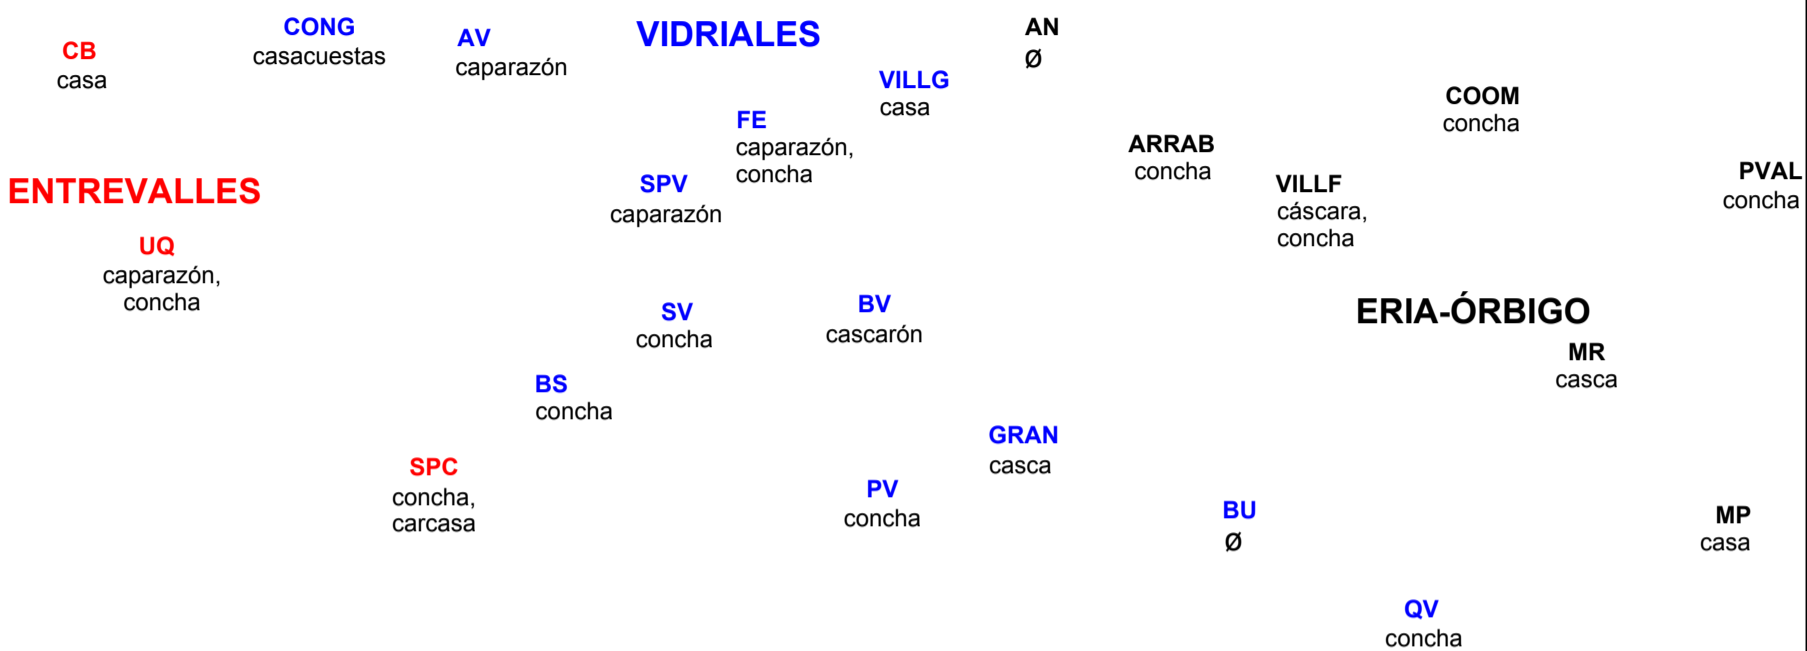 CB
casa
CONG
casacuestas
AV
caparazón
VIDRIALES
VILLG
casa
AN
Ø
FE
caparazón,
concha
COOM
concha
ARRAB
concha
ENTREVALLES
SPV
caparazón
VILLF
cáscara,
concha
PVAL
concha
UQ
caparazón,
concha
SV
concha
BV
cascarón
ERIA-ÓRBIGO
MR
casca
BS
concha
GRAN
casca
SPC
concha,
carcasa
PV
concha
BU
Ø
MP
casa
QV
concha